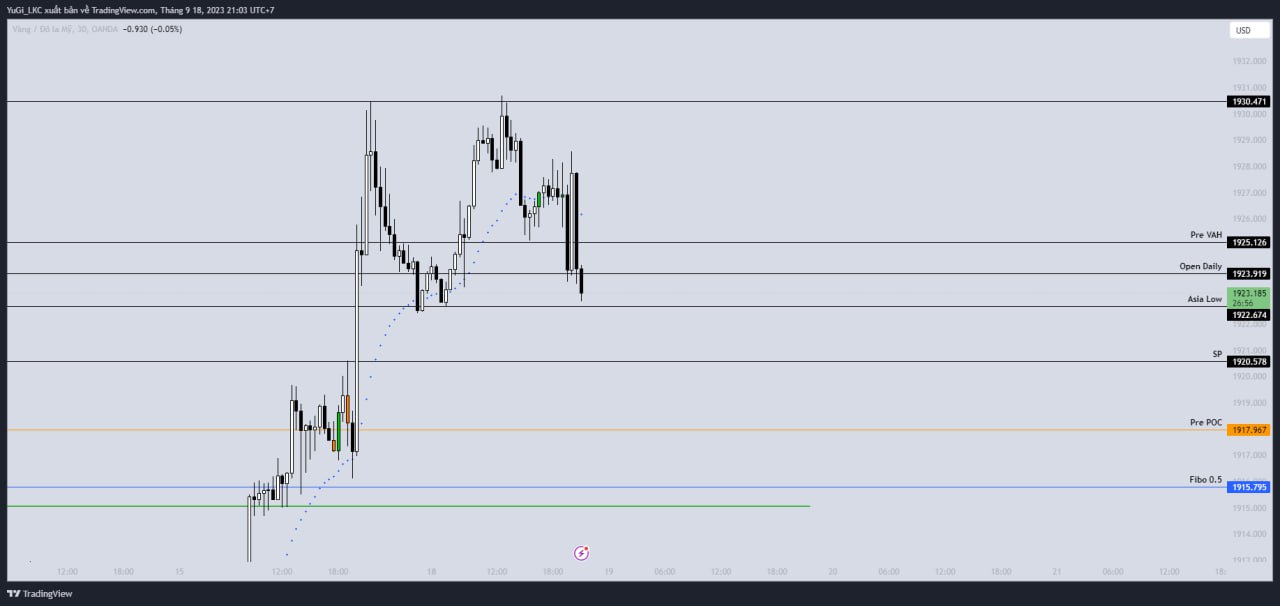 YuGi_LKC xuất bản về TradingView.com, Tháng 9 18, 2023 21:03 UTC+7
Vàng / Đô la Mỹ, 30, OANDA −0.930 (−0.05%)
USD
1932.000
1931.000
1930.471
1930.000
1929.000
1928.000
1927.000
1926.000
Pre VAH
1925.126
Open Daily
1923.919
1923.185
26:56
Asia Low
1922.674
1922.000
1921.000
SP
1920.578
1920.000
1919.000
Pre POC
1917.967
1917.000
Fibo 0.5
1915.795
1915.000
1914.000
1913.000
12:00 18:00 15 12:00 18:00 18 12:00 18:00 19 06:00 12:00 18:00 20 06:00 12:00 18:00 21 06:00 12:00 18:
TradingView